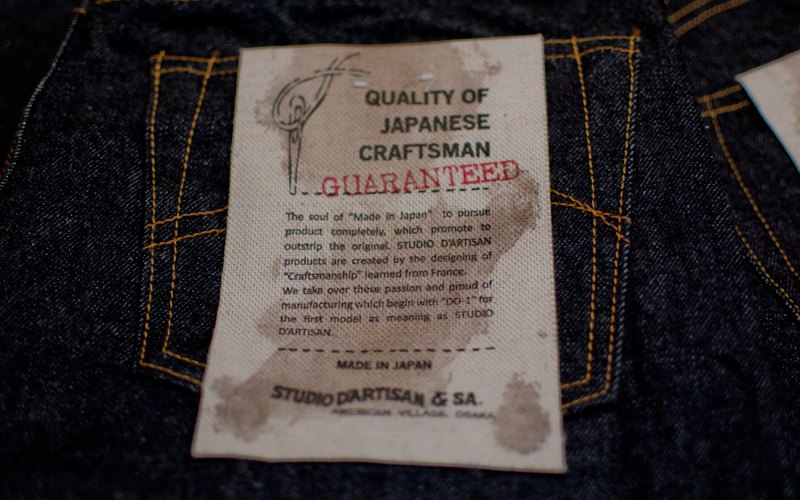 QUALITY OF
JAPANESE
CRAFTSMAN
GUARANTEED
The soul of "Made in Japan" to pursue
product completely, which promote to
outstrip the original. STUDIO D'ARTISAN
products are created by the designing of
"Craftsmanship" learned from France.
We take over these passion and proud of
manufacturing which begin with "DO-1" for
the first model as meaning as STUDIO
D'ARTISAN.
MADE IN JAPAN
STUDIO D'ARTISAN & SA.
AMERICAN VILLAGE, OSAKA